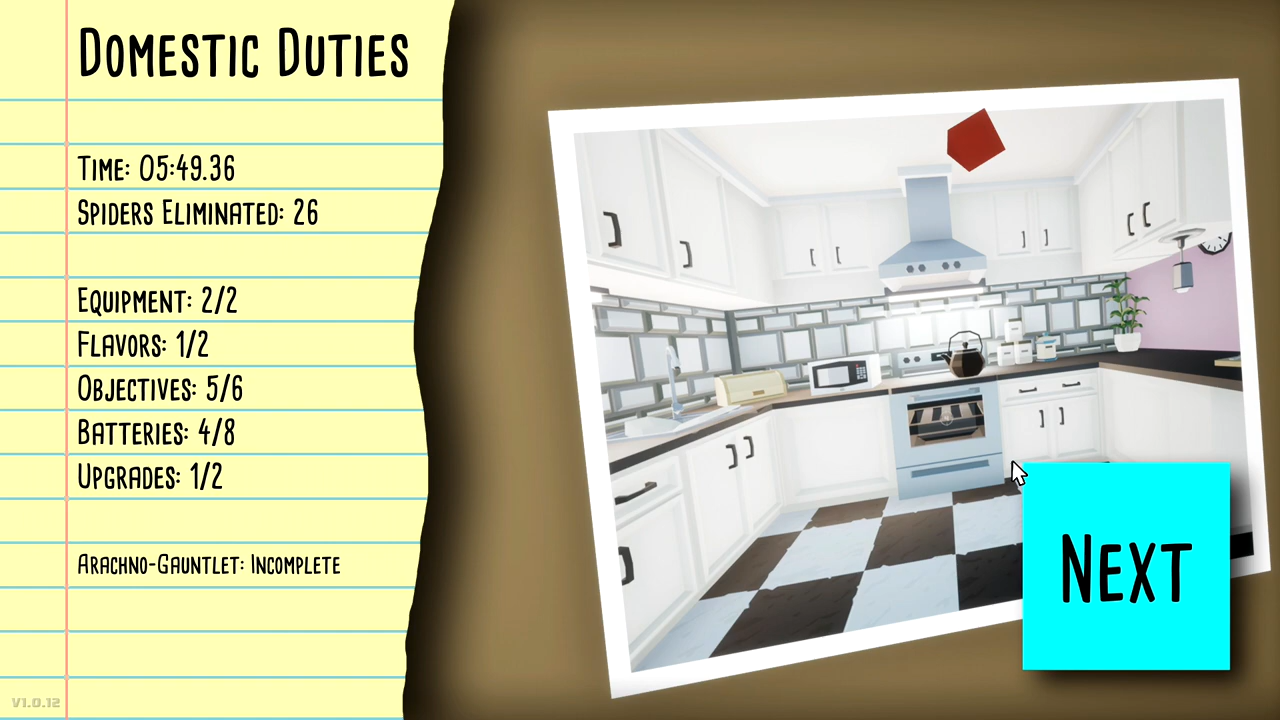 Domestic Duties
Time: 05:49.36
Spiders Eliminated: 26
Equipment: 2/2
Flavors: 1/2
Objectives: 5/6
Batteries: 4/8
Upgrades: 1/2
Arachno-Gauntlet: Incomplete
Next
V1.0.12